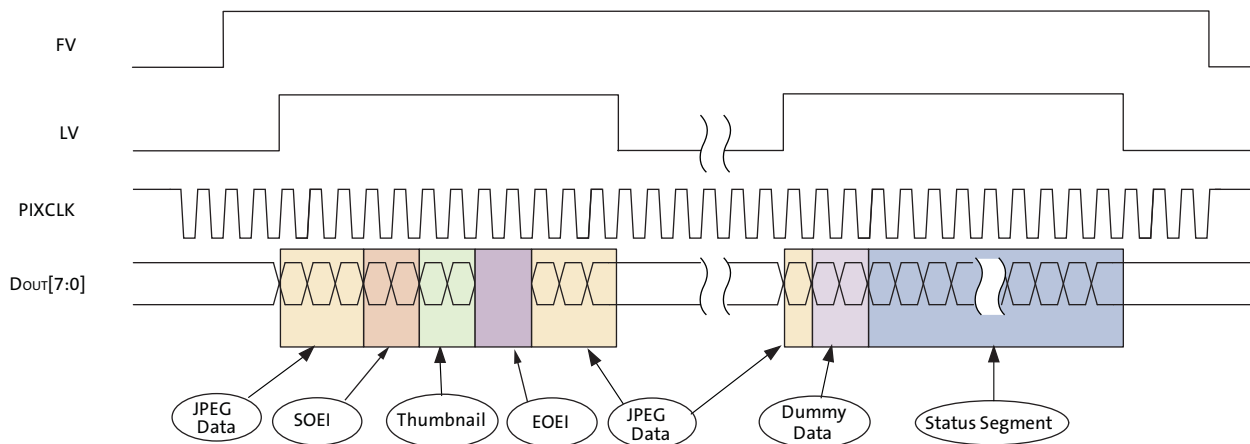 FV
LV
PIXCLK
DOUT[7:0]
JPEG
Data
SOEI
Thumbnail
EOEI
JPEG
Data
Dummy
Data
Status Segment